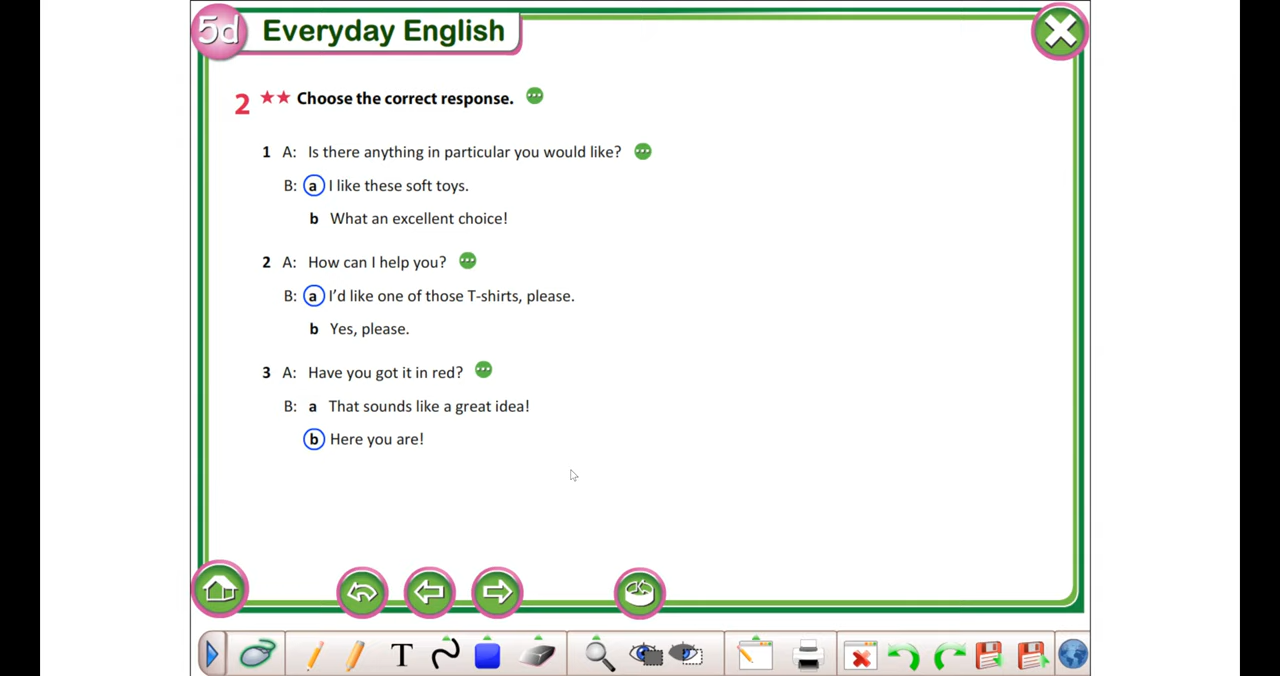 5d Everyday English
2 ★★ Choose the correct response.
1 A: Is there anything in particular you would like?
B: a I like these soft toys.
b What an excellent choice!
2 A: How can I help you?
B: a I'd like one of those T-shirts, please.
b Yes, please.
3 A: Have you got it in red?
B: a That sounds like a great idea!
b Here you are!
T